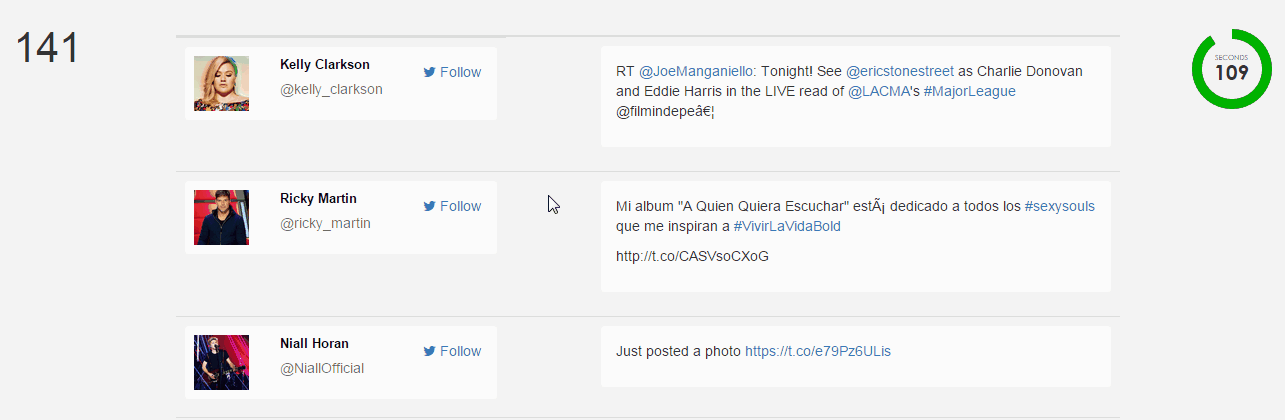 141
Kelly Clarkson
Follow
@kelly_clarkson
RT @JoeManganiello: Tonight! See @ericstonestreet as Charlie Donovan
and Eddie Harris in the LIVE read of @LACMA's #MajorLeague
@filmindepeâ€¦
SECONDS
109
Ricky Martin
Follow
@ricky_martin
Mi album "A Quien Quiera Escuchar" estÃ¡ dedicado a todos los #sexysouls
que me inspiran a #VivirLaVidaBold
http://t.co/CASVsoCXoG
Niall Horan
Follow
@NiallOfficial
Just posted a photo https://t.co/e79Pz6ULis